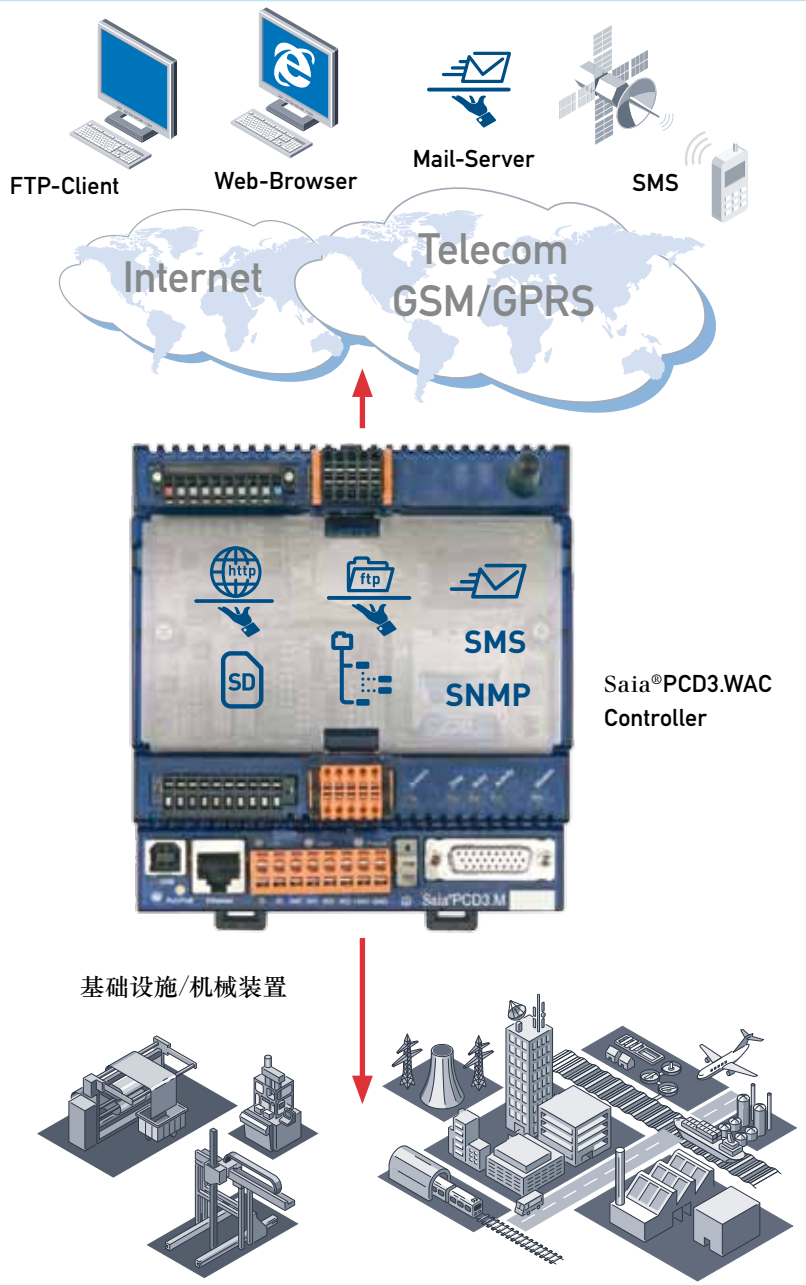 FTP-Client
Web-Browser
Mail-Server
SMS
Internet
Telecom
GSM/GPRS
http
ftp
SMS
SD
SNMP
Saia®PCD3.WAC
Controller
Ethernet
Saia®PCD3.M
基础设施/机械装置